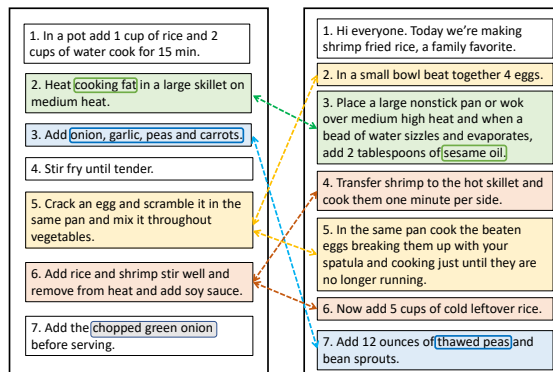 1. In a pot add 1 cup of rice and 2
cups of water cook for 15 min.
2. Heat cooking fat in a large skillet on
medium heat.
3. Add onion, garlic, peas and carrots.
4. Stir fry until tender.
5. Crack an egg and scramble it in the
same pan and mix it throughout
vegetables.
6. Add rice and shrimp stir well and
remove from heat and add soy sauce.
7. Add the chopped green onion
before serving.
1. Hi everyone. Today we're making
shrimp fried rice, a family favorite.
2. In a small bowl beat together 4 eggs.
3. Place a large nonstick pan or wok
over medium high heat and when a
bead of water sizzles and evaporates,
add 2 tablespoons of sesame oil.
4. Transfer shrimp to the hot skillet and
cook them one minute per side.
5. In the same pan cook the beaten
eggs breaking them up with your
spatula and cooking just until they are
no longer running.
6. Now add 5 cups of cold leftover rice.
7. Add 12 ounces of thawed peas and
bean sprouts.